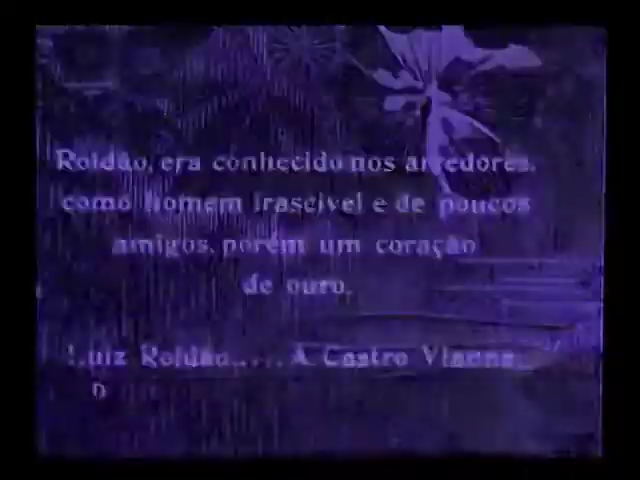 Roldão, era conhecido nos arredores,
como homem irascivel e de poucos
amigos, porém um coração
de ouro.
Luiz Roldão..... A. Castro Vianna.
D